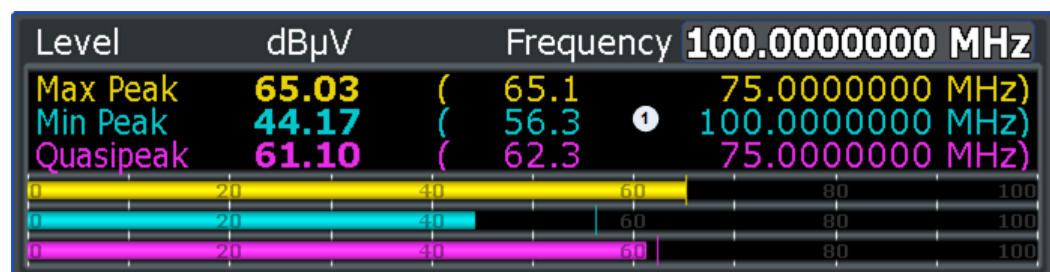 Level dBµV Frequency 100.0000000 MHz
Max Peak 65.03 ( 65.1 75.0000000 MHz)
Min Peak 44.17 ( 56.3 1 100.0000000 MHz)
Quasipeak 61.10 ( 62.3 75.0000000 MHz)
0 20 40 60 80 100
0 20 40 60 80 100
0 20 40 60 80 100